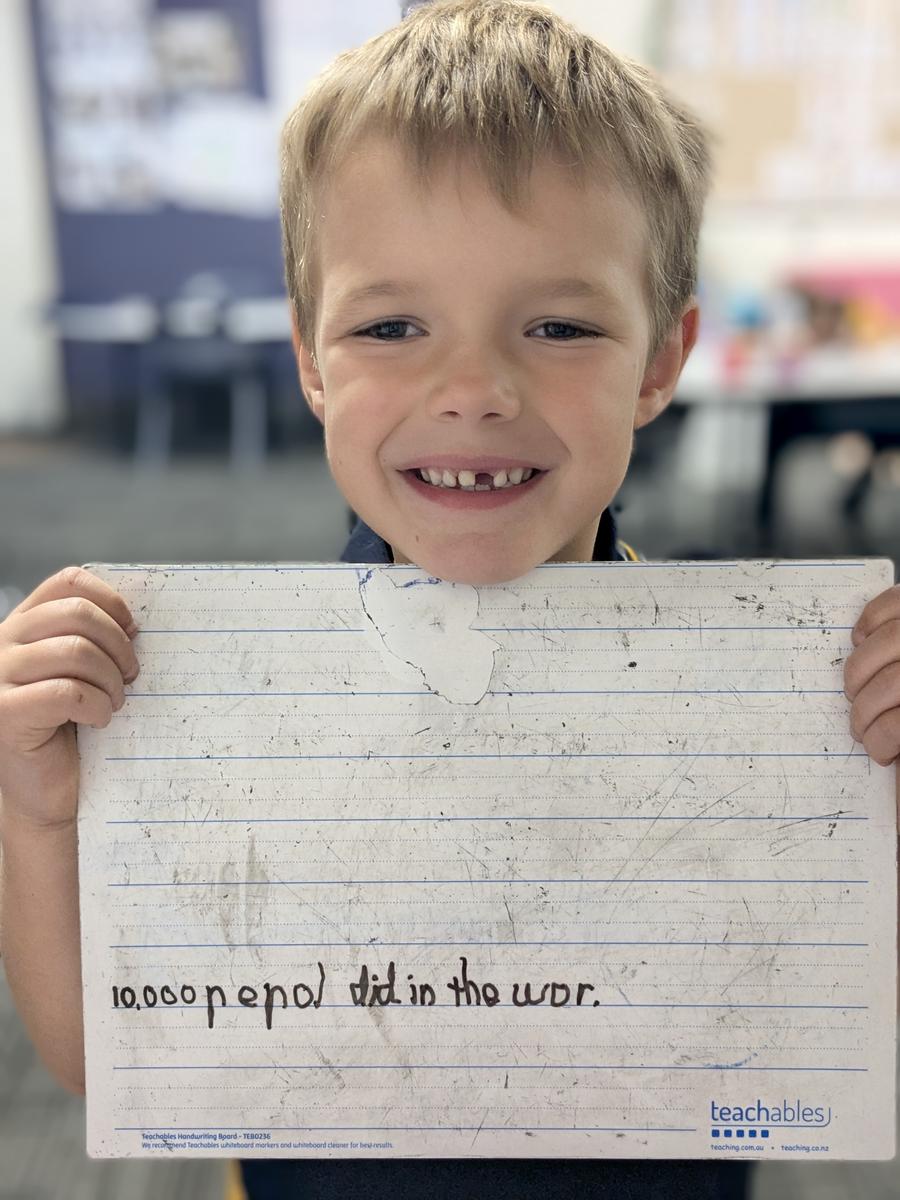 10,000 pepol did in the wor.
teachables
Teachables Handwriting Board - TEB0236
We recommend Teachables whiteboard markers and whiteboard cleaner for best results.
teaching.com.au • teaching.co.nz